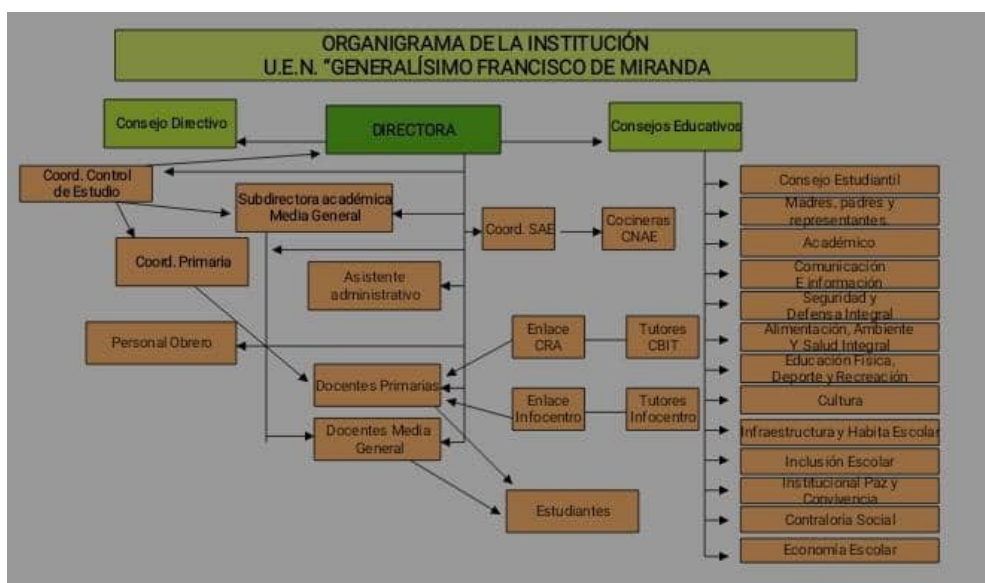 ORGANIGRAMA DE LA INSTITUCIÓN
U.E.N. "GENERALÍSIMO FRANCISCO DE MIRANDA
Consejo Directivo
DIRECTORA
Consejos Educativos
Coord. Control
de Estudio
Subdirectora académica
Media General
Coord. SAE
Cocineras
CNAE
Coord. Primaria
Asistente
administrativo
Personal Obrero
Enlace
CRA
Tutores
CBIT
Docentes Primarias
Enlace
Infocentro
Tutores
Infocentro
Docentes Media
General
Estudiantes
Consejo Estudiantil
Madres, padres y
representantes.
Académico
Comunicación
E información
Seguridad y
Defensa Integral
Alimentación, Ambiente
Y Salud Integral
Educación Física,
Deporte y Recreación
Cultura
Infraestructura y Habita Escolar
Inclusión Escolar
Institucional Paz y
Convivencia
Contraloría Social
Economía Escolar